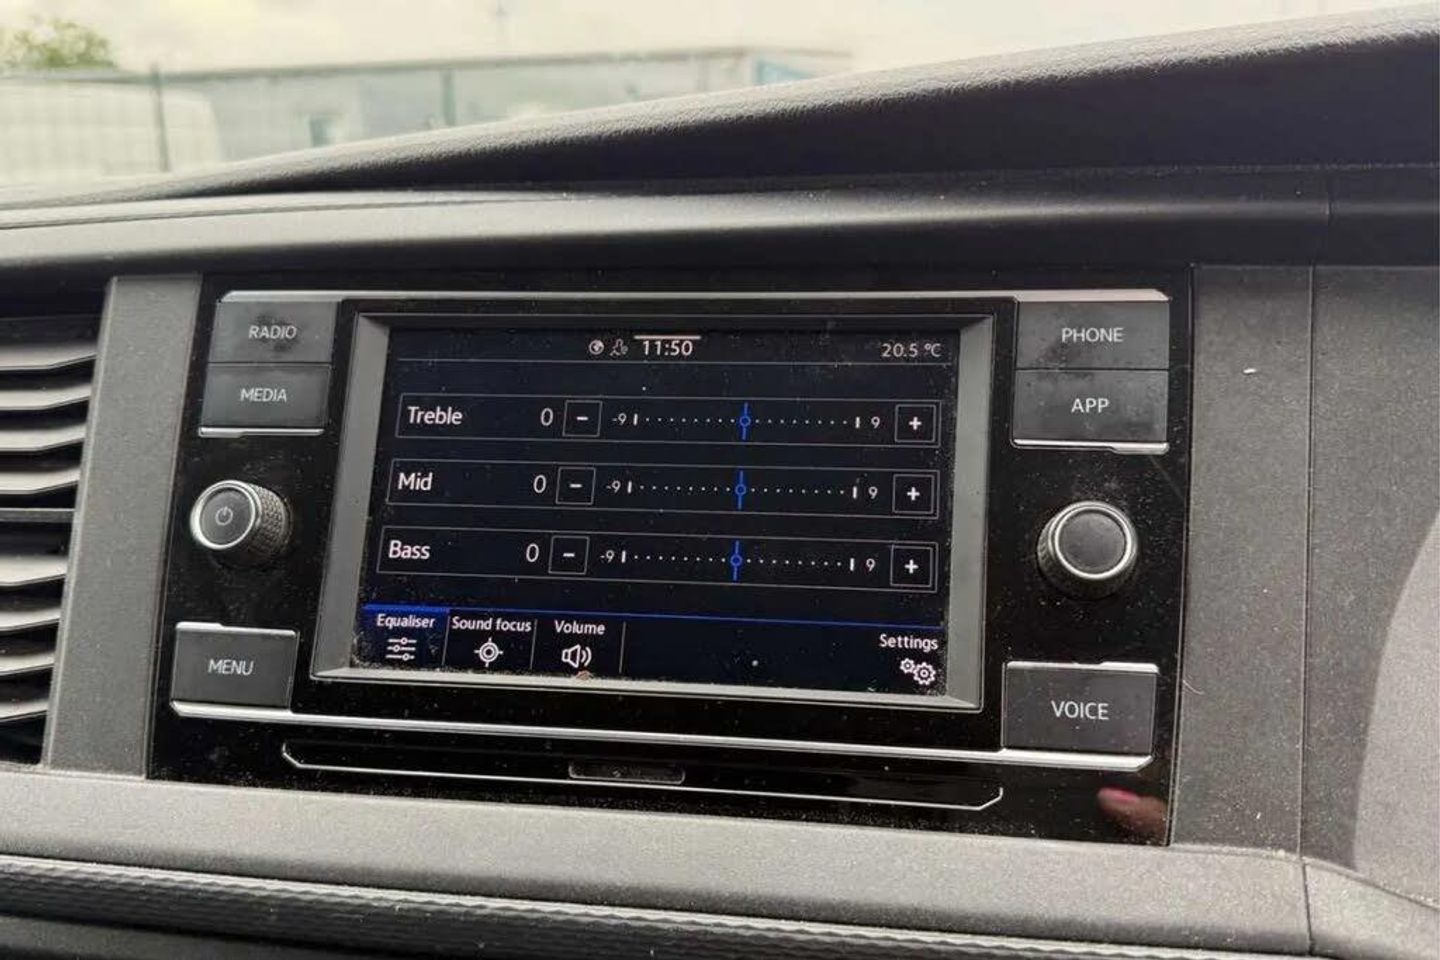 RADIO
MEDIA
MENU
PHONE
APP
VOICE
11:50
20.5 °C
Treble 0 - -9 9 +
Mid 0 - -9 9 +
Bass 0 - -9 9 +
Equaliser Sound focus Volume Settings